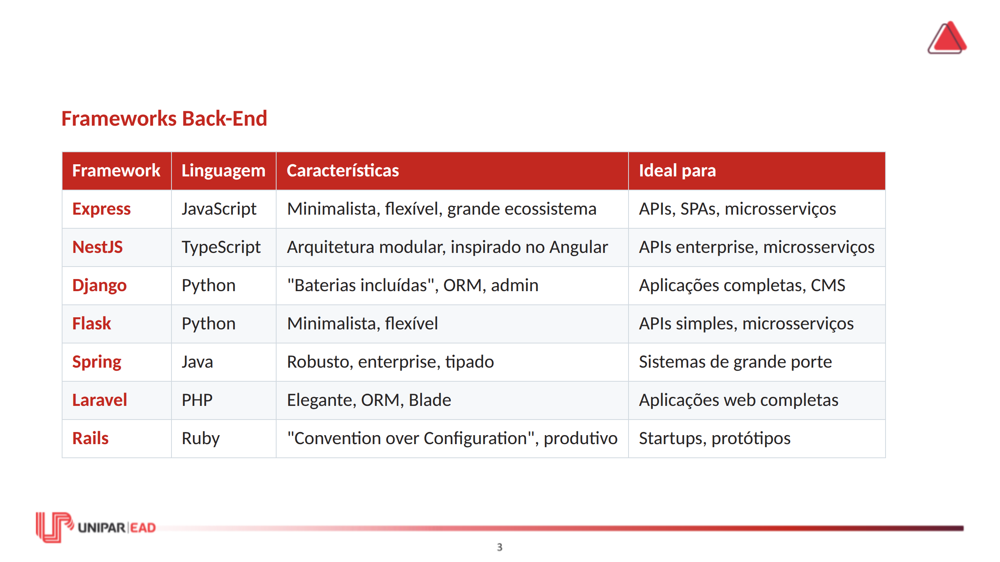 Frameworks Back-End
Framework Linguagem Características Ideal para
Express JavaScript Minimalista, flexível, grande ecossistema APIs, SPAs, microsserviços
NestJS TypeScript Arquitetura modular, inspirado no Angular APIs enterprise, microsserviços
Django Python "Baterias incluídas", ORM, admin Aplicações completas, CMS
Flask Python Minimalista, flexível APIs simples, microsserviços
Spring Java Robusto, enterprise, tipado Sistemas de grande porte
Laravel PHP Elegante, ORM, Blade Aplicações web completas
Rails Ruby "Convention over Configuration", produtivo Startups, protótipos
UNIPAR|EAD
3